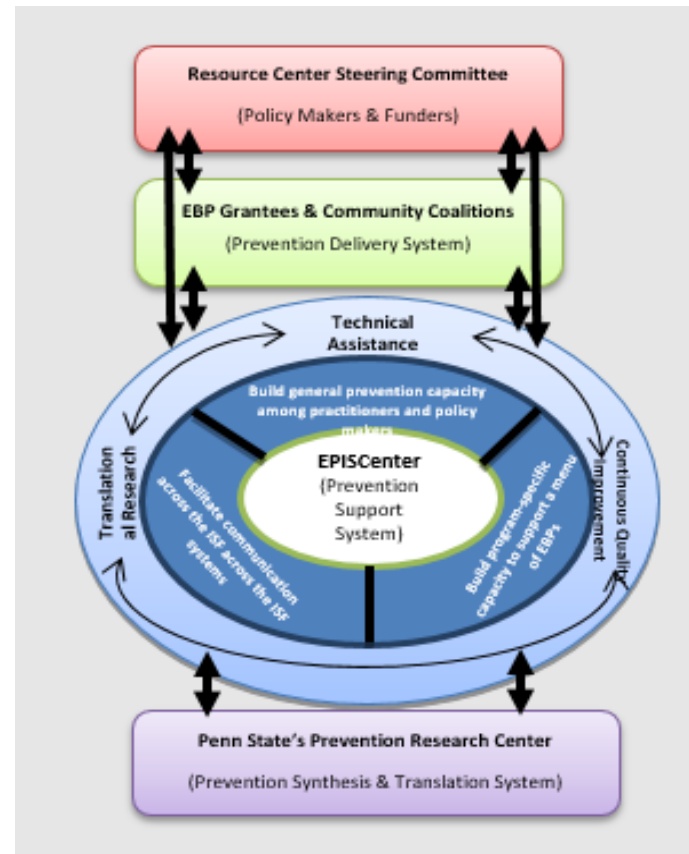 Resource Center Steering Committee
(Policy Makers & Funders)
EBP Grantees & Community Coalitions
(Prevention Delivery System)
Technical
Assistance
Build general prevention capacity
among practitioners and policy
makers
EPISCenter
(Prevention
Support
System)
Translation
al Research
Facilitate communication
across the ISF across the ISF
systems
Build program-specific
capacity to support a menu
of EBPs
Continuous Quality
Improvement
Penn State’s Prevention Research Center
(Prevention Synthesis & Translation System)